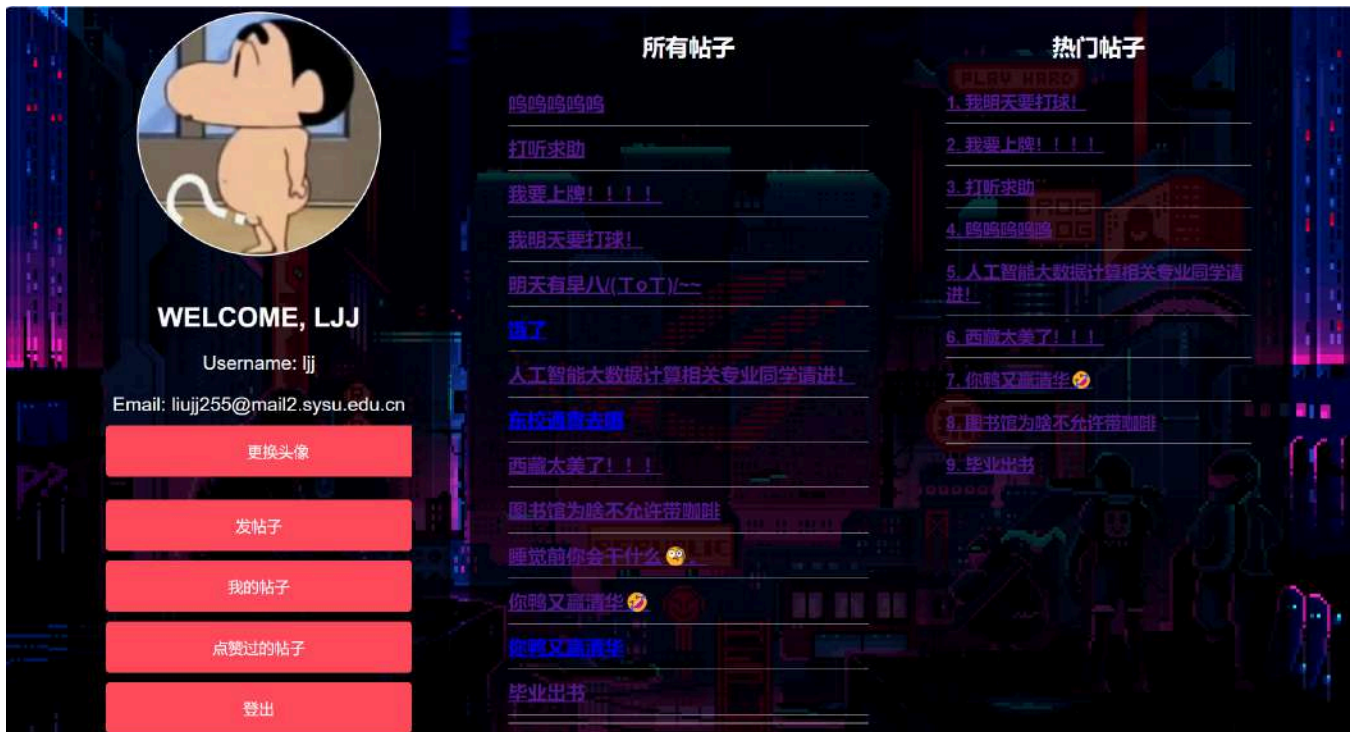 WELCOME, LJJ
Username: ljj
Email: liujj255@mail2.sysu.edu.cn
更换头像
发帖子
我的帖子
点赞过的帖子
登出
所有帖子
呜呜呜呜呜
打听求助
我要上牌！！！！
我明天要打球！
明天有早八/(ㄒoㄒ)/~~
饿了
人工智能大数据计算相关专业同学请进！
东校通宵去哪
西藏太美了！！！
图书馆为啥不允许带咖啡
睡觉前你会干什么🙄。
你鸭又赢清华🤣
你鸭又赢清华
毕业出书
热门帖子
PLAY HARD
1. 我明天要打球！
2. 我要上牌！！！！
3. 打听求助
4. 呜呜呜呜呜
5. 人工智能大数据计算相关专业同学请
进！
6. 西藏太美了！！！
7. 你鸭又赢清华🤣
8. 图书馆为啥不允许带咖啡
9. 毕业出书